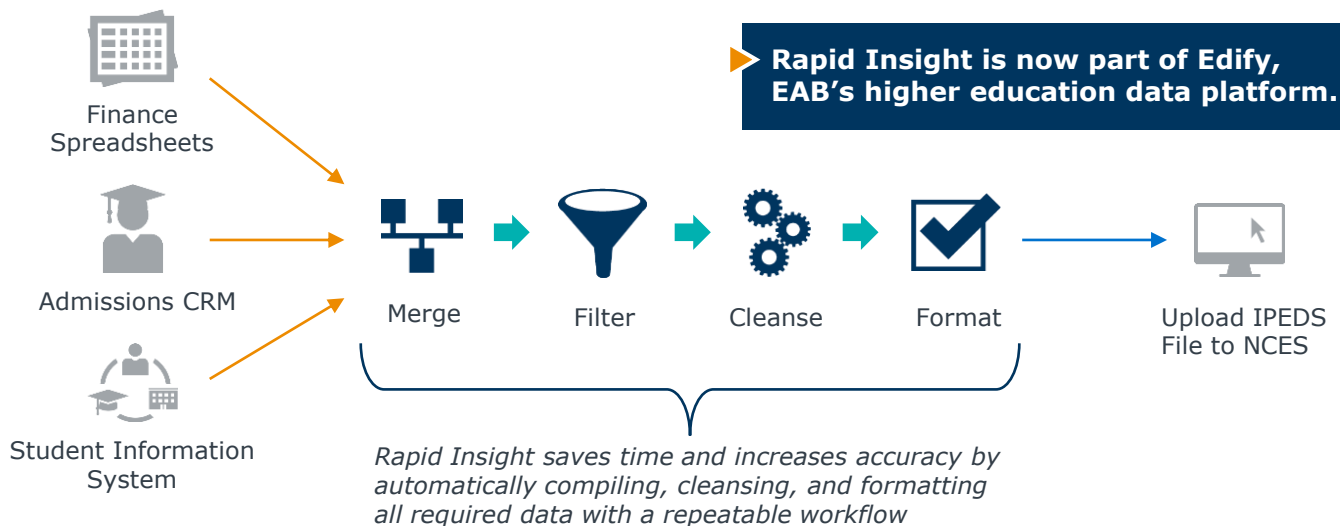 Rapid Insight is now part of Edify,
EAB’s higher education data platform.
Finance
Spreadsheets
Admissions CRM
Student Information
System
Merge
Filter
Cleanse
Format
Upload IPEDS
File to NCES
Rapid Insight saves time and increases accuracy by
automatically compiling, cleansing, and formatting
all required data with a repeatable workflow